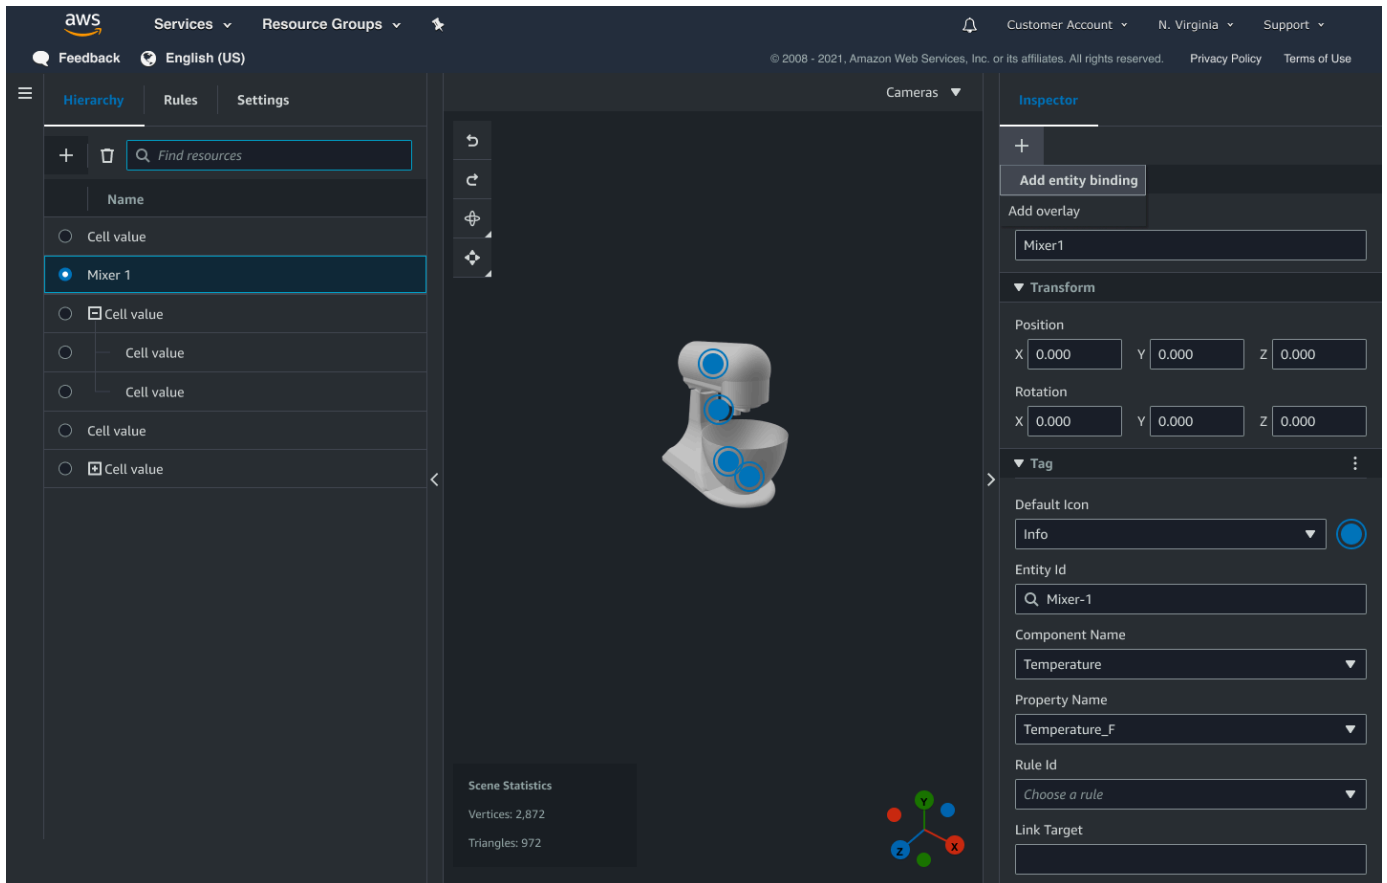 aws Services Resource Groups Customer Account N. Virginia Support
Feedback English (US) © 2008 - 2021, Amazon Web Services, Inc. or its affiliates. All rights reserved. Privacy Policy Terms of Use
Hierarchy Rules Settings
Find resources
Name
Cell value
Mixer 1
Cell value
Cell value
Cell value
Cell value
Cell value
Cameras
Scene Statistics
Vertices: 2,872
Triangles: 972
Y
Z
X
Inspector
Add entity binding
Add overlay
Mixer1
Transform
Position
X 0.000 Y 0.000 Z 0.000
Rotation
X 0.000 Y 0.000 Z 0.000
Tag
Default Icon
Info
Entity Id
Mixer-1
Component Name
Temperature
Property Name
Temperature_F
Rule Id
Choose a rule
Link Target